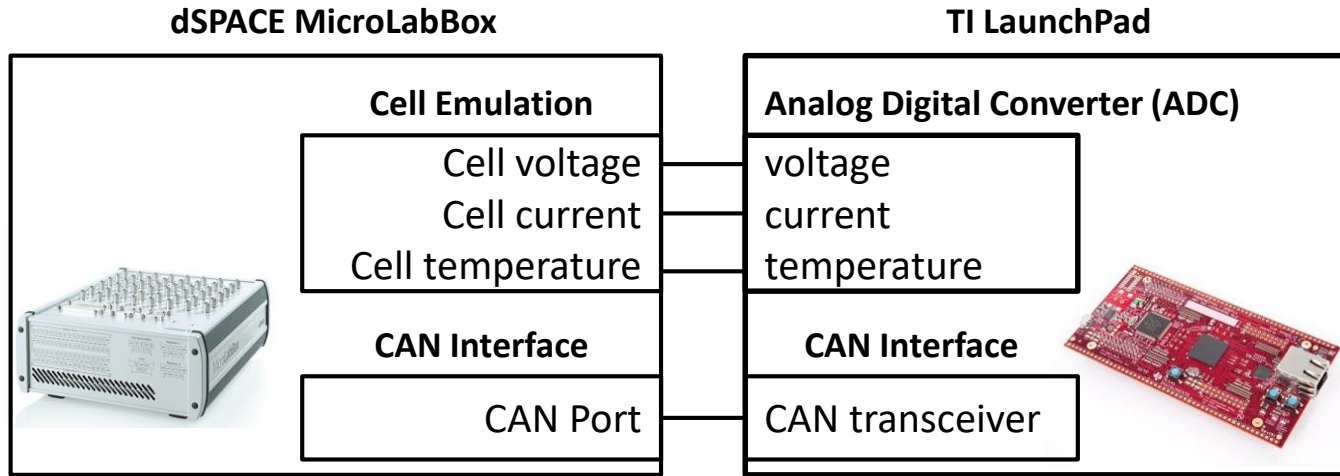 dSPACE MicroLabBox
TI LaunchPad
Cell Emulation
Analog Digital Converter (ADC)
Cell voltage
voltage
Cell current
current
Cell temperature
temperature
CAN Interface
CAN Interface
CAN Port
CAN transceiver
MicroLabBox